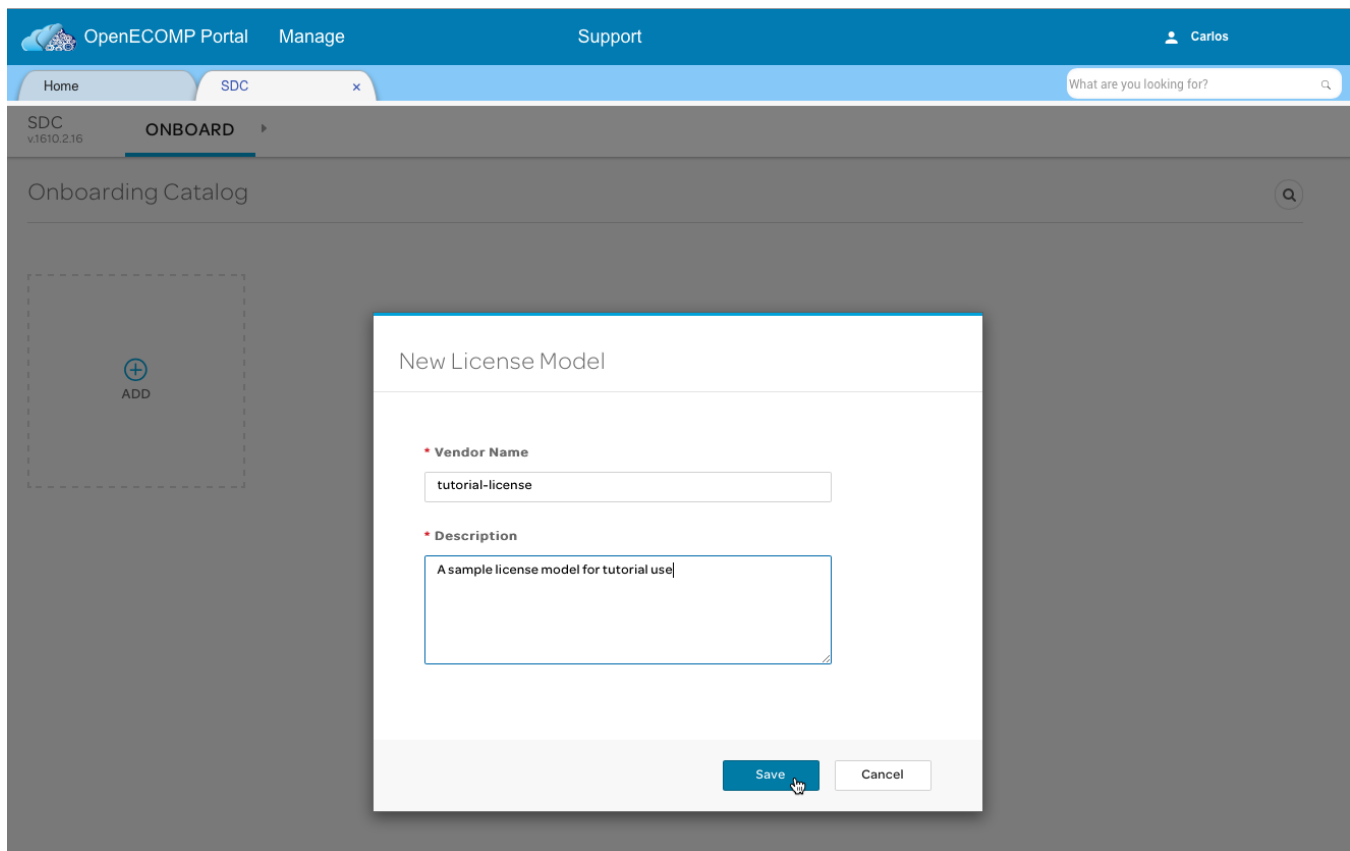 OpenECOMP Portal Manage Support Carlos
Home SDC × What are you looking for?
SDC
v.1610.2.16
ONBOARD
Onboarding Catalog
ADD
New License Model
* Vendor Name
tutorial-license
* Description
A sample license model for tutorial use
Save Cancel